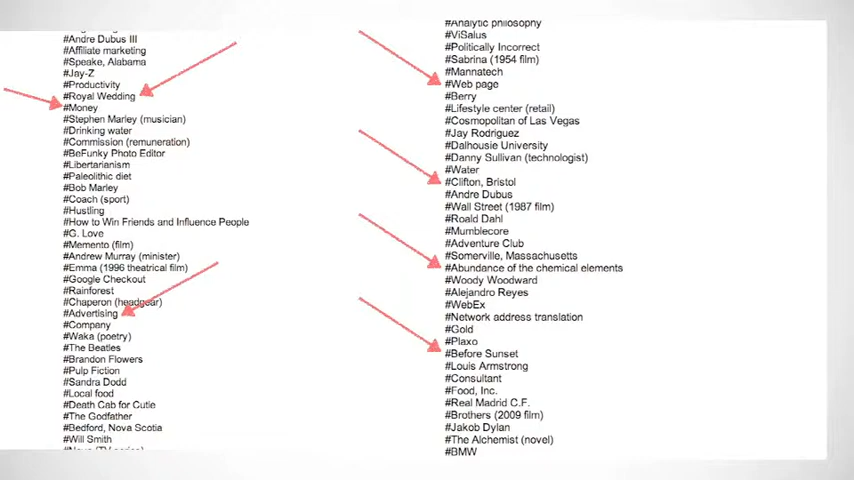 #Andre Dubus III
#Affiliate marketing
#Speake, Alabama
#Jay-Z
#Productivity
#Royal Wedding
#Money
#Stephen Marley (musician)
#Drinking water
#Commission (remuneration)
#BeFunky Photo Editor
#Libertarianism
#Paleolithic diet
#Bob Marley
#Coach (sport)
#Hustling
#How to Win Friends and Influence People
#G. Love
#Memento (film)
#Andrew Murray (minister)
#Emma (1996 theatrical film)
#Google Checkout
#Rainforest
#Chaperon (headgear)
#Advertising
#Company
#Waka (poetry)
#The Beatles
#Brandon Flowers
#Pulp Fiction
#Sandra Dodd
#Local food
#Death Cab for Cutie
#The Godfather
#Bedford, Nova Scotia
#Will Smith
#Analytic philosophy
#ViSalus
#Politically Incorrect
#Sabrina (1954 film)
#Mannatech
#Web page
#Berry
#Lifestyle center (retail)
#Cosmopolitan of Las Vegas
#Jay Rodriguez
#Dalhousie University
#Danny Sullivan (technologist)
#Water
#Clifton, Bristol
#Andre Dubus
#Wall Street (1987 film)
#Roald Dahl
#Mumblecore
#Adventure Club
#Somerville, Massachusetts
#Abundance of the chemical elements
#Woody Woodward
#Alejandro Reyes
#WebEx
#Network address translation
#Gold
#Plaxo
#Before Sunset
#Louis Armstrong
#Consultant
#Food, Inc.
#Real Madrid C.F.
#Brothers (2009 film)
#Jakob Dylan
#The Alchemist (novel)
#BMW